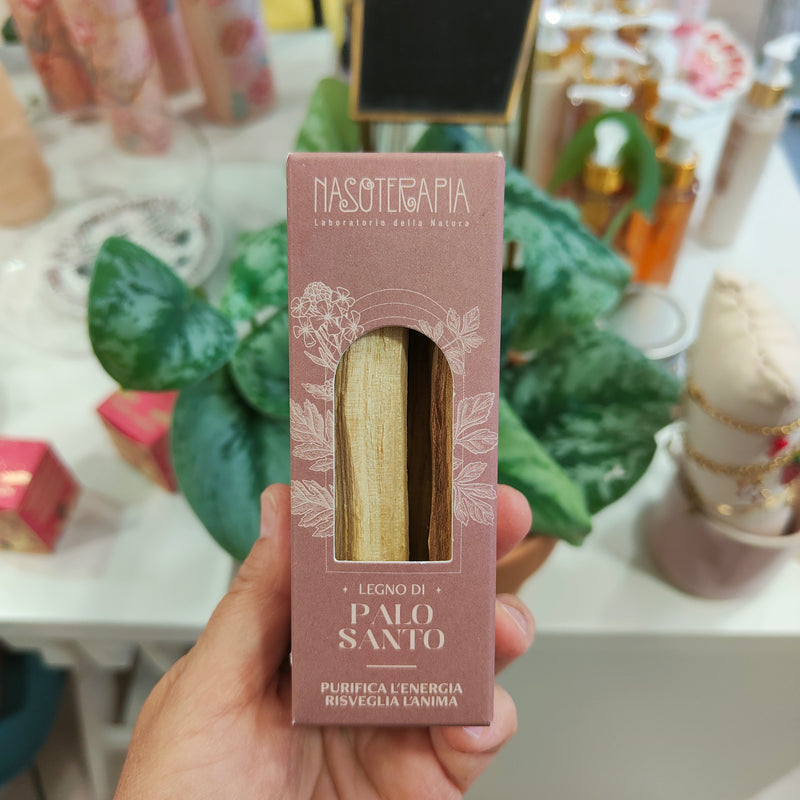 NASOTERAPIA
Laboratorio della Natura
LEGNO DI
PALO
SANTO
PURIFICA L'ENERGIA
RISVEGLIA L'ANIMA